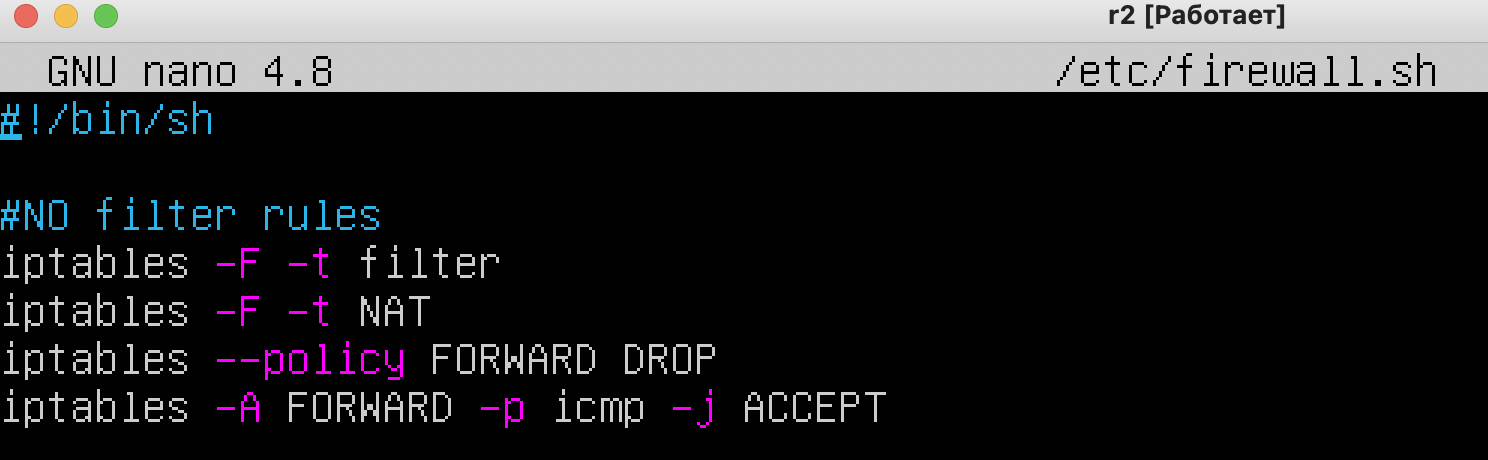 r2 [Работает]
GNU nano 4.8 /etc/firewall.sh
#!/bin/sh
#NO filter rules
iptables -F -t filter
iptables -F -t NAT
iptables --policy FORWARD DROP
iptables -A FORWARD -p icmp -j ACCEPT